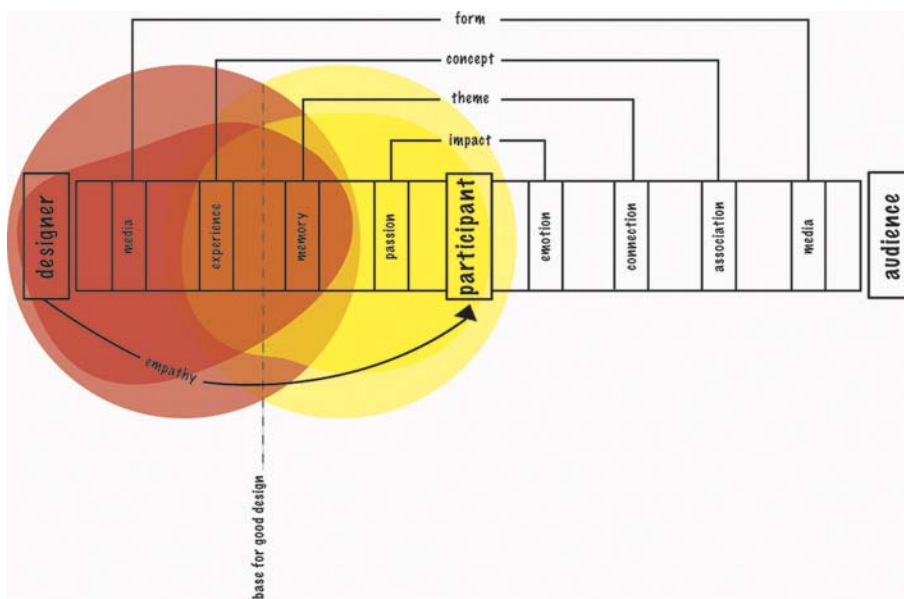 form
concept
theme
impact
designer
media
experience
memory
passion
participant
emotion
connection
association
media
audience
empathy
base for good design